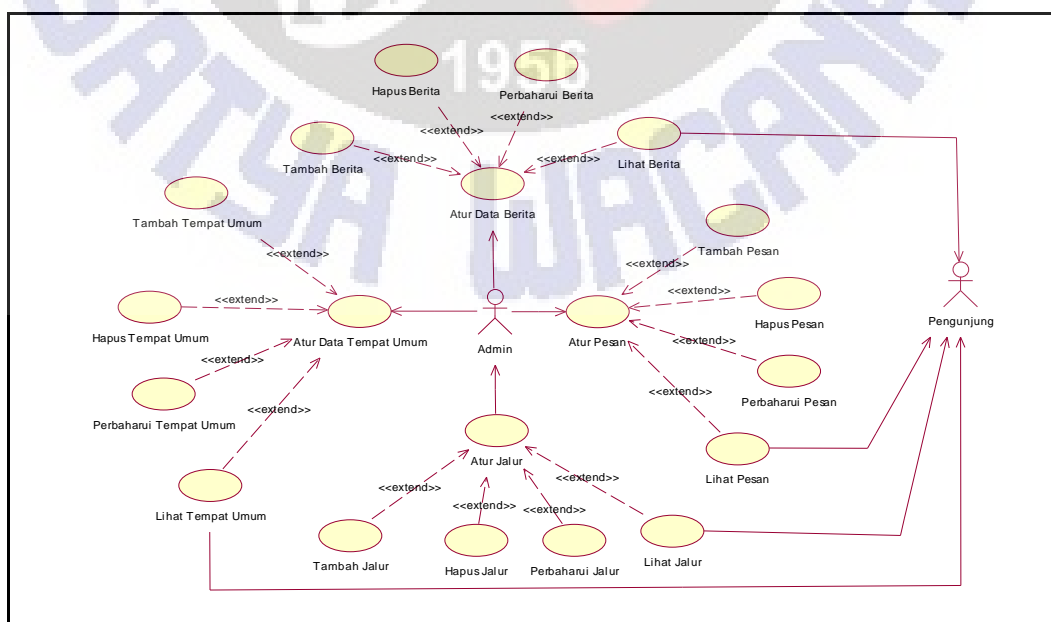 SATYA WACANA
1956
Hapus Berita
Perbaharui Berita
<<extend>>
<<extend>>
Tambah Berita
<<extend>>
<<extend>>
Lihat Berita
Atur Data Berita
Tambah Tempat Umum
<<extend>>
Tambah Pesan
<<extend>>
Hapus Tempat Umum
<<extend>>
Atur Data Tempat Umum
Admin
Atur Pesan
<<extend>>
Hapus Pesan
Pengunjung
<<extend>>
Perbaharui Tempat Umum
<<extend>>
Perbaharui Pesan
<<extend>>
<<extend>>
Lihat Pesan
Atur Jalur
Lihat Tempat Umum
<<extend>>
<<extend>>
<<extend>>
<<extend>>
Tambah Jalur
Hapus Jalur
Perbaharui Jalur
Lihat Jalur